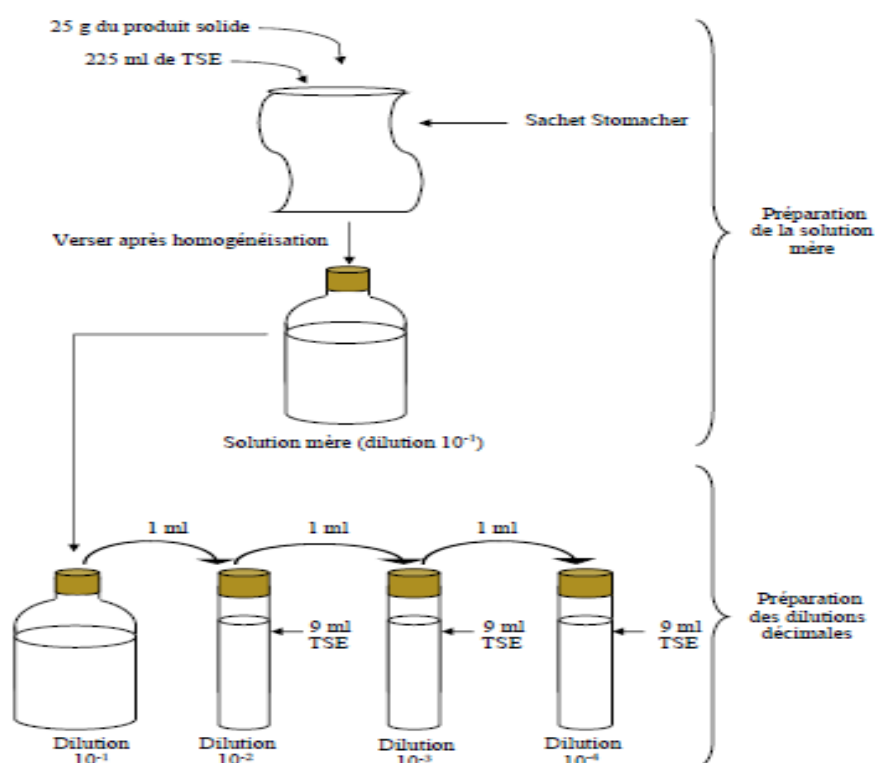 25 g du produit solide
225 ml de TSE
Sachet Stomacher
Préparation
de la solution
mère
Verser après homogénéisation
Solution mère (dilution 10⁻¹)
1 ml
1 ml
1 ml
9 ml
TSE
9 ml
TSE
9 ml
TSE
Préparation
des dilutions
décimales
Dilution
10⁻¹
Dilution
10⁻²
Dilution
10⁻³
Dilution
10⁻⁴